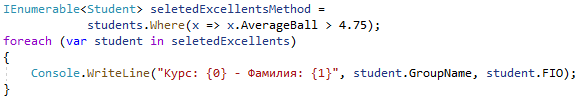 IEnumerable<Student> seletedExcellentsMethod =
students.Where(x => x.AverageBall > 4.75);
foreach (var student in seletedExcellents)
{
Console.WriteLine("Курс: {0} - Фамилия: {1}", student.GroupName, student.FIO);
}